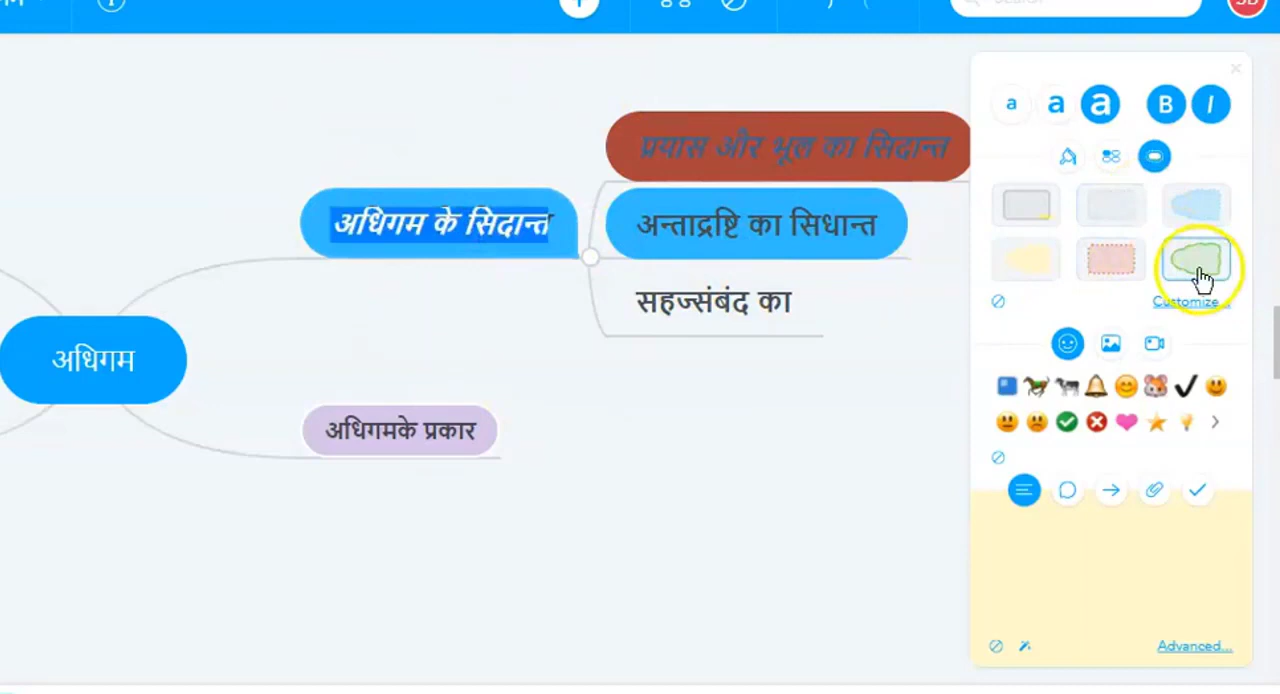 a a a B I
प्रयास और भूल का सिदान्त
अधिगम के सिदान्त
अन्ताद्रष्टि का सिधान्त
सहज्संबंद का
Customize...
अधिगम
अधिगमके प्रकार
Advanced...